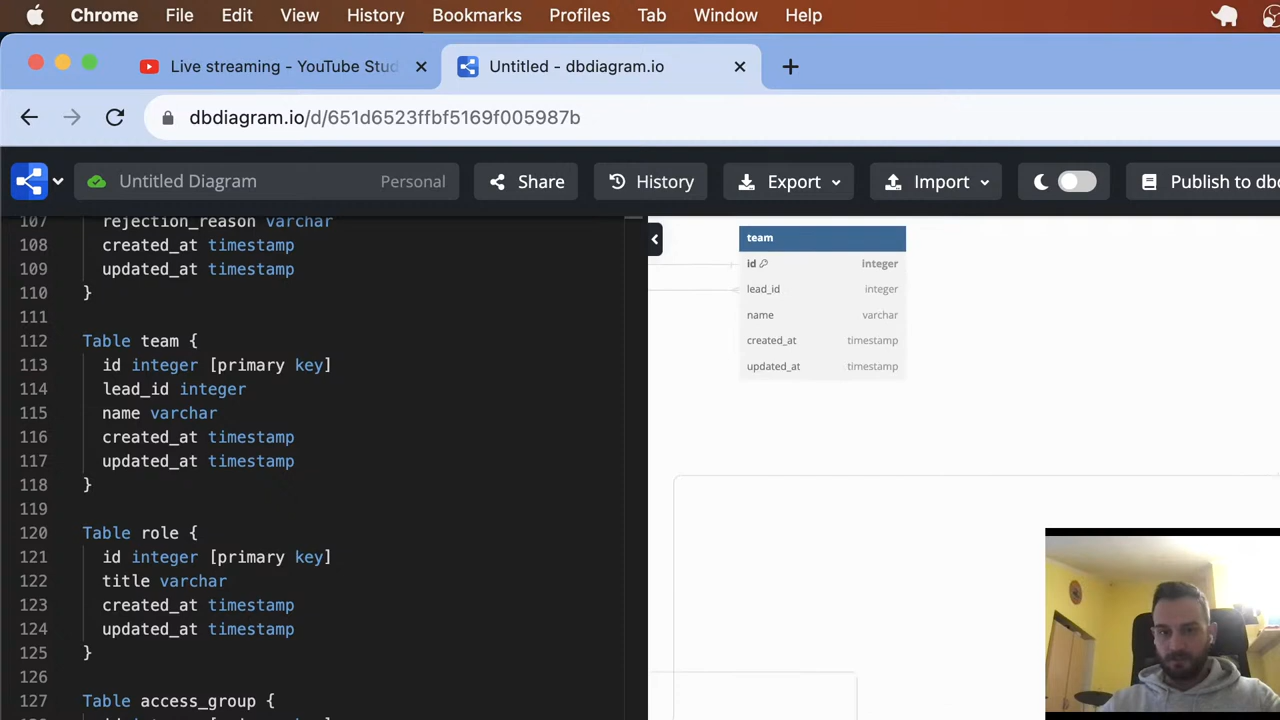 Chrome File Edit View History Bookmarks Profiles Tab Window Help
Live streaming - YouTube Stud Untitled - dbdiagram.io
dbdiagram.io/d/651d6523ffbf5169f005987b
Untitled Diagram Personal Share History Export Import Publish to dbd
107 rejection_reason varchar
108 created_at timestamp
109 updated_at timestamp
110 }
111
112 Table team {
113 id integer [primary key]
114 lead_id integer
115 name varchar
116 created_at timestamp
117 updated_at timestamp
118 }
119
120 Table role {
121 id integer [primary key]
122 title varchar
123 created_at timestamp
124 updated_at timestamp
125 }
126
127 Table access_group {
team
id integer
lead_id integer
name varchar
created_at timestamp
updated_at timestamp